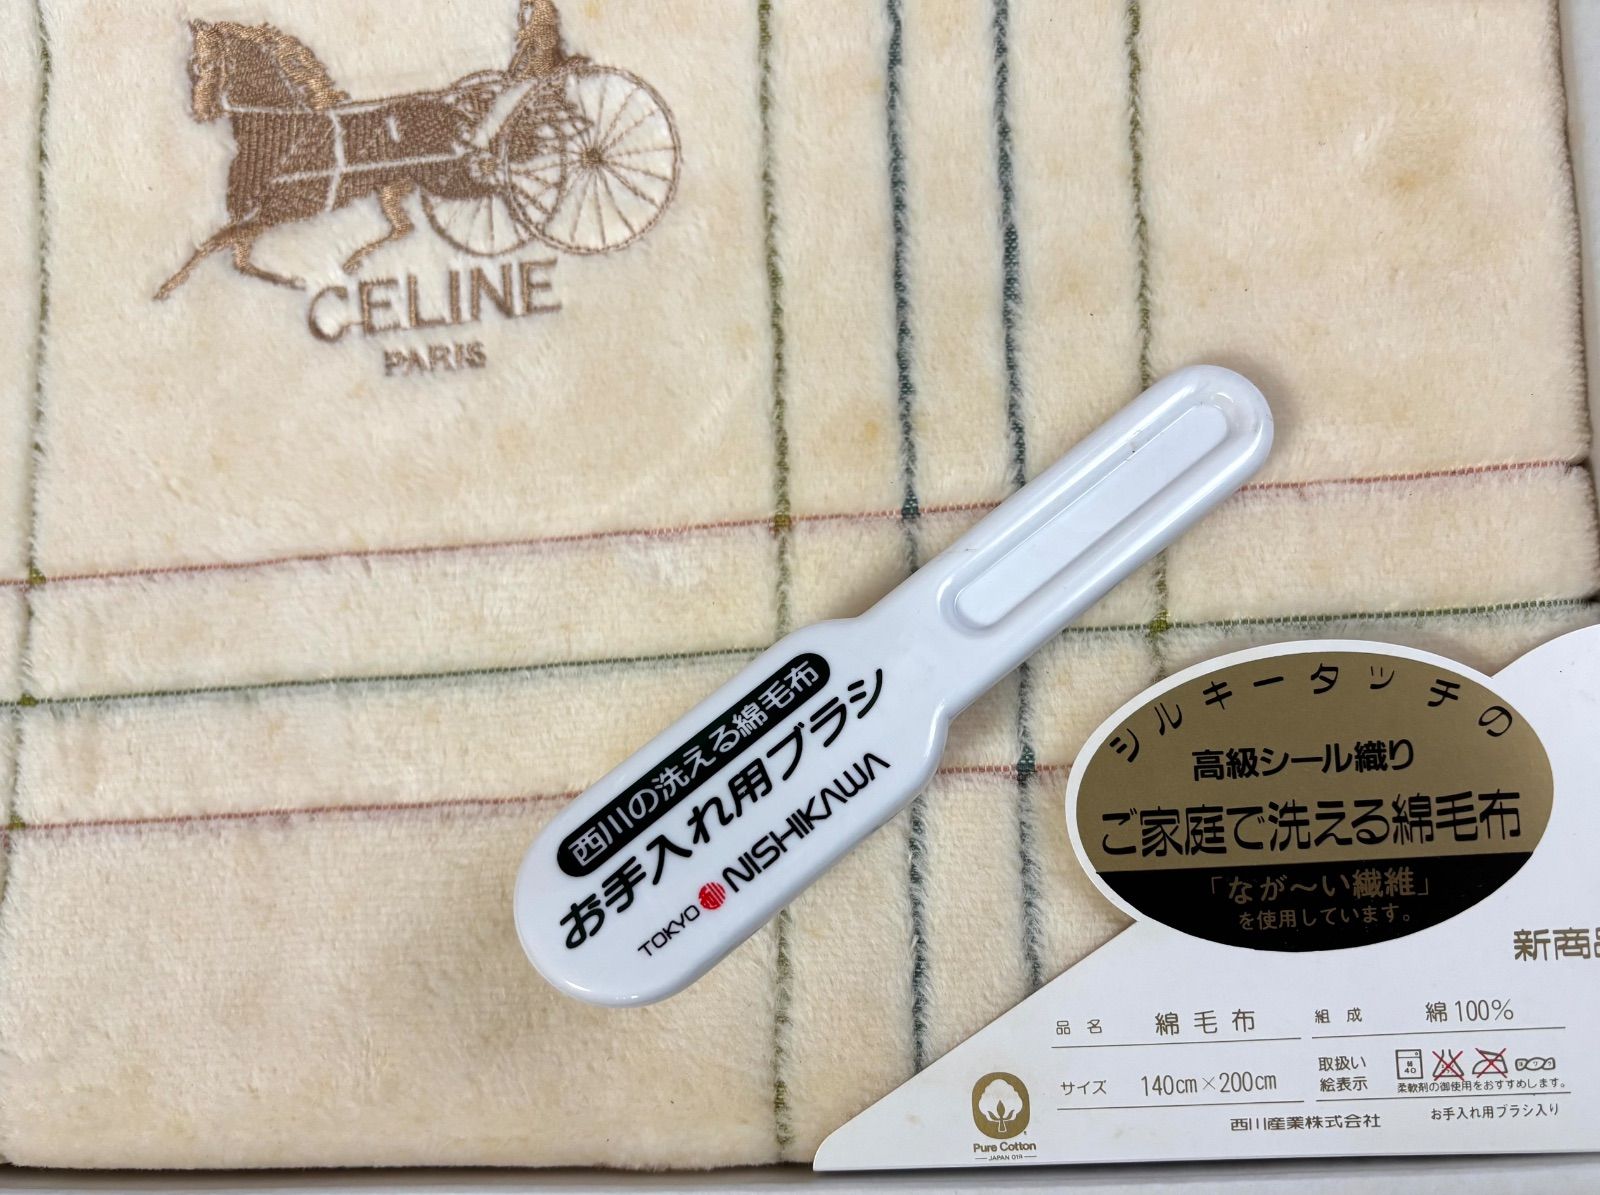 CELINE
PARIS
西川の洗える綿毛布
お手入れ用ブラシ
TOKYO NISHIKAWA
シルキータッチの
高級シール織り
ご家庭で洗える綿毛布
「なが〜い繊維」
を使用しています。
新商品
品名 綿毛布
組成 綿100%
サイズ 140cm×200cm
取扱い
絵表示
40
柔軟剤の御使用をおすすめします。
西川産業株式会社
お手入れ用ブラシ入り
Pure Cotton
JAPAN 018